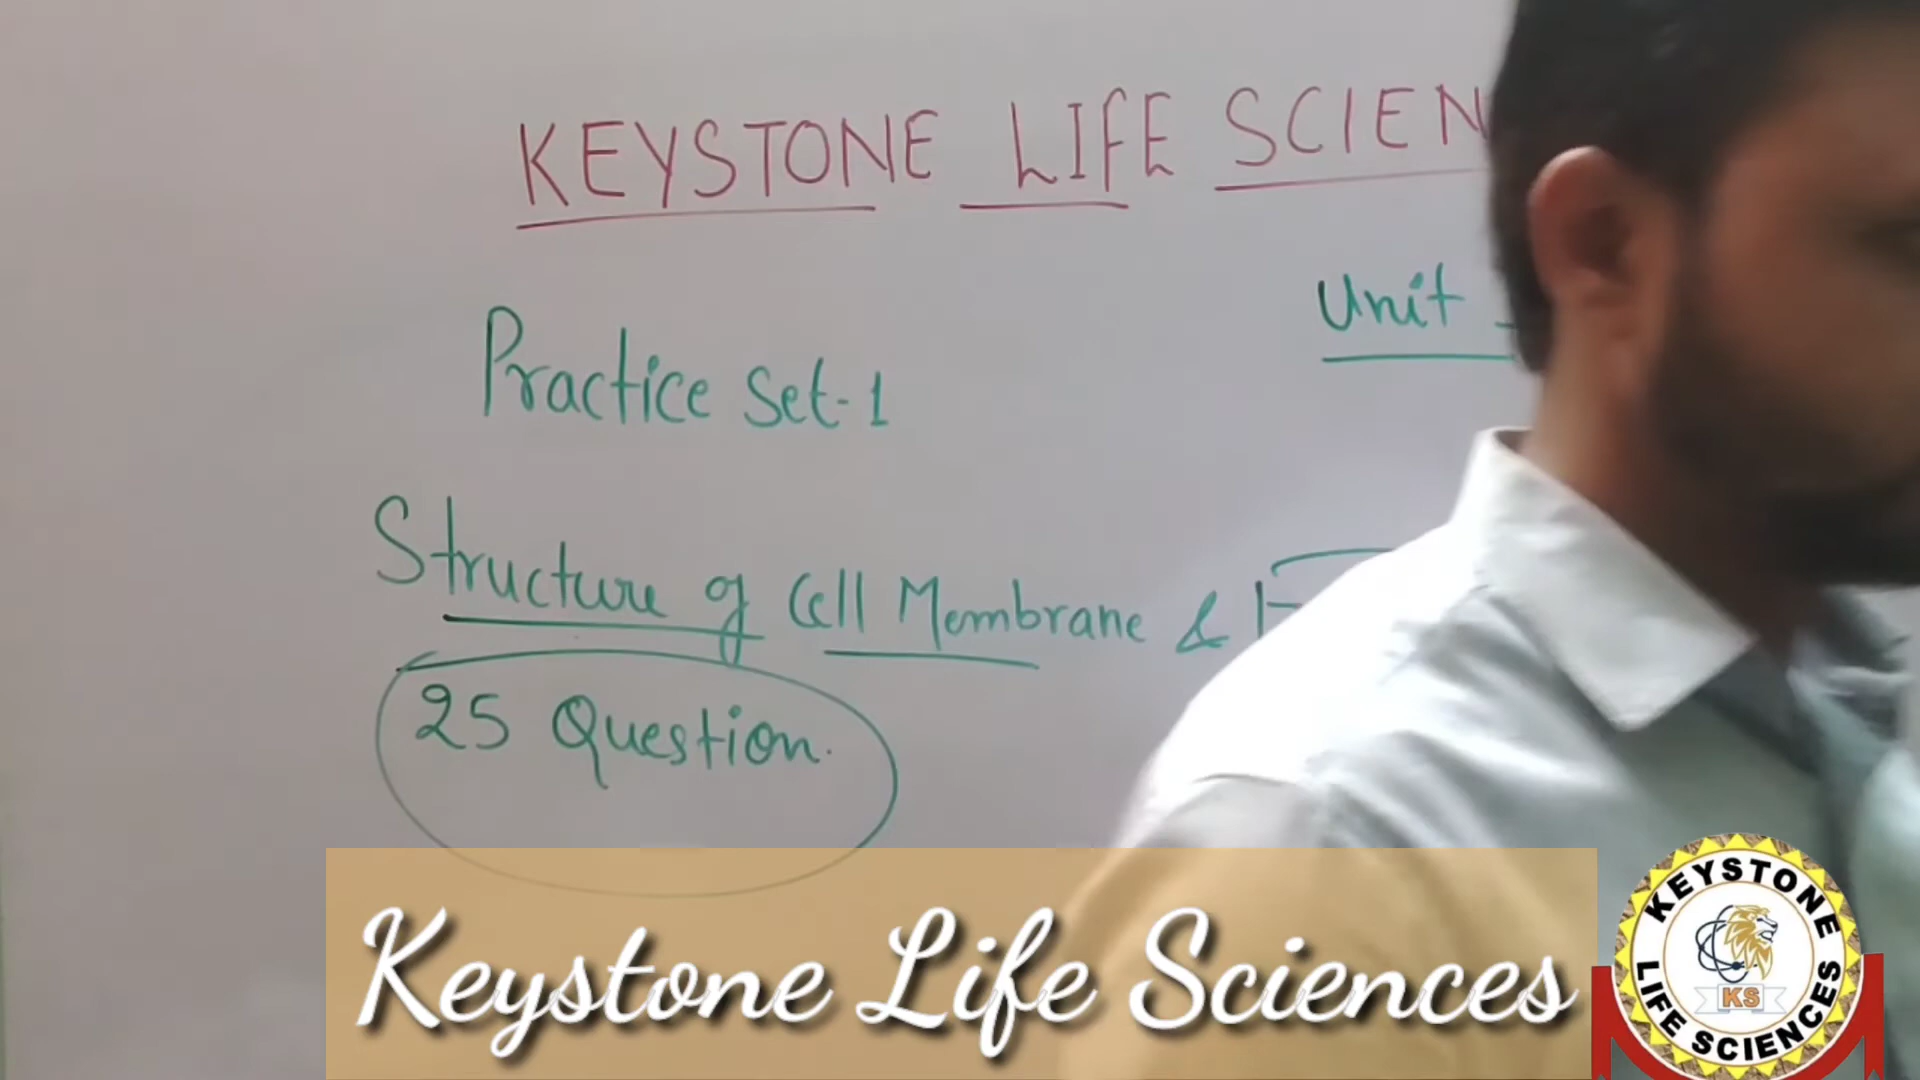 KEYSTONE LIFE SCIEN
Unit
Practice Set-1
Structure of Cell Membrane &
25 Question.
Keystone Life Sciences
KEYSTONE
KS
LIFE SCIENCES